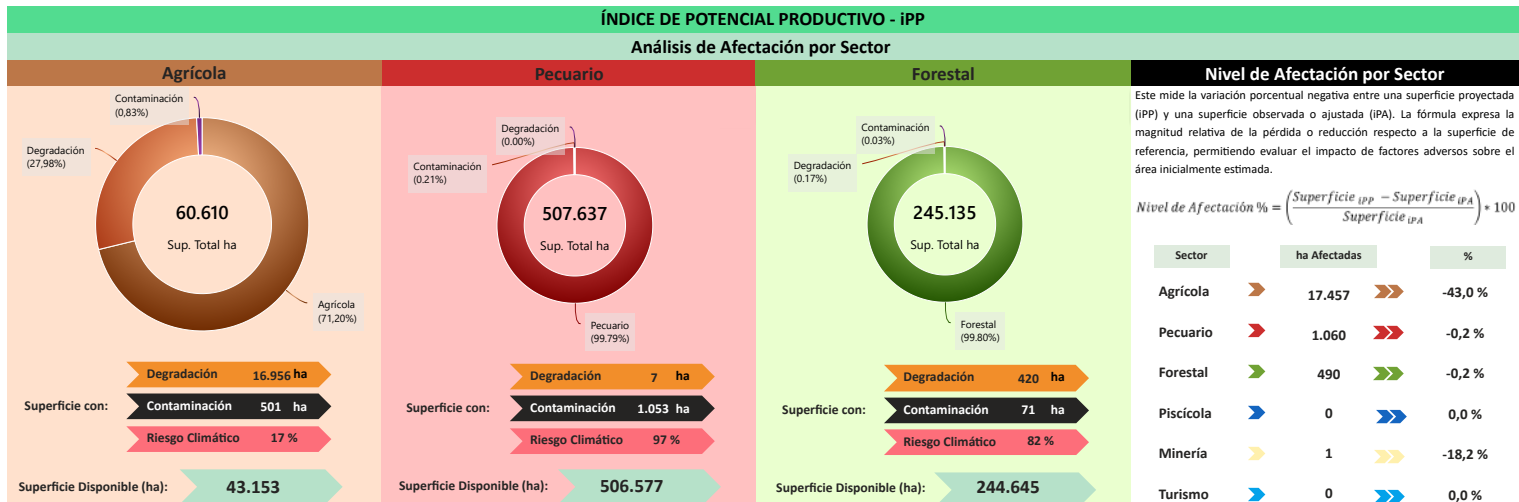 ÍNDICE DE POTENCIAL PRODUCTIVO - iPP
Análisis de Afectación por Sector
Agrícola
Contaminación
(0,83%)
Degradación
(27,98%)
60.610
Sup. Total ha
Agrícola
(71,20%)
Superficie con:
Degradación 16.956 ha
Contaminación 501 ha
Riesgo Climático 17 %
Superficie Disponible (ha): 43.153
Pecuario
Degradación
(0.00%)
Contaminación
(0.21%)
507.637
Sup. Total ha
Pecuario
(99.79%)
Superficie con:
Degradación 7 ha
Contaminación 1.053 ha
Riesgo Climático 97 %
Superficie Disponible (ha): 506.577
Forestal
Contaminación
(0.03%)
Degradación
(0.17%)
245.135
Sup. Total ha
Forestal
(99.80%)
Superficie con:
Degradación 420 ha
Contaminación 71 ha
Riesgo Climático 82 %
Superficie Disponible (ha): 244.645
Nivel de Afectación por Sector
Este mide la variación porcentual negativa entre una superficie proyectada
(iPP) y una superficie observada o ajustada (iPA). La fórmula expresa la
magnitud relativa de la pérdida o reducción respecto a la superficie de
referencia, permitiendo evaluar el impacto de factores adversos sobre el
área inicialmente estimada.
Nivel de Afectación % = (Superficie iPP − Superficie iPA / Superficie iPA) * 100
Sector ha Afectadas %
Agrícola 17.457 -43,0 %
Pecuario 1.060 -0,2 %
Forestal 490 -0,2 %
Piscícola 0 0,0 %
Minería 1 -18,2 %
Turismo 0 0,0 %